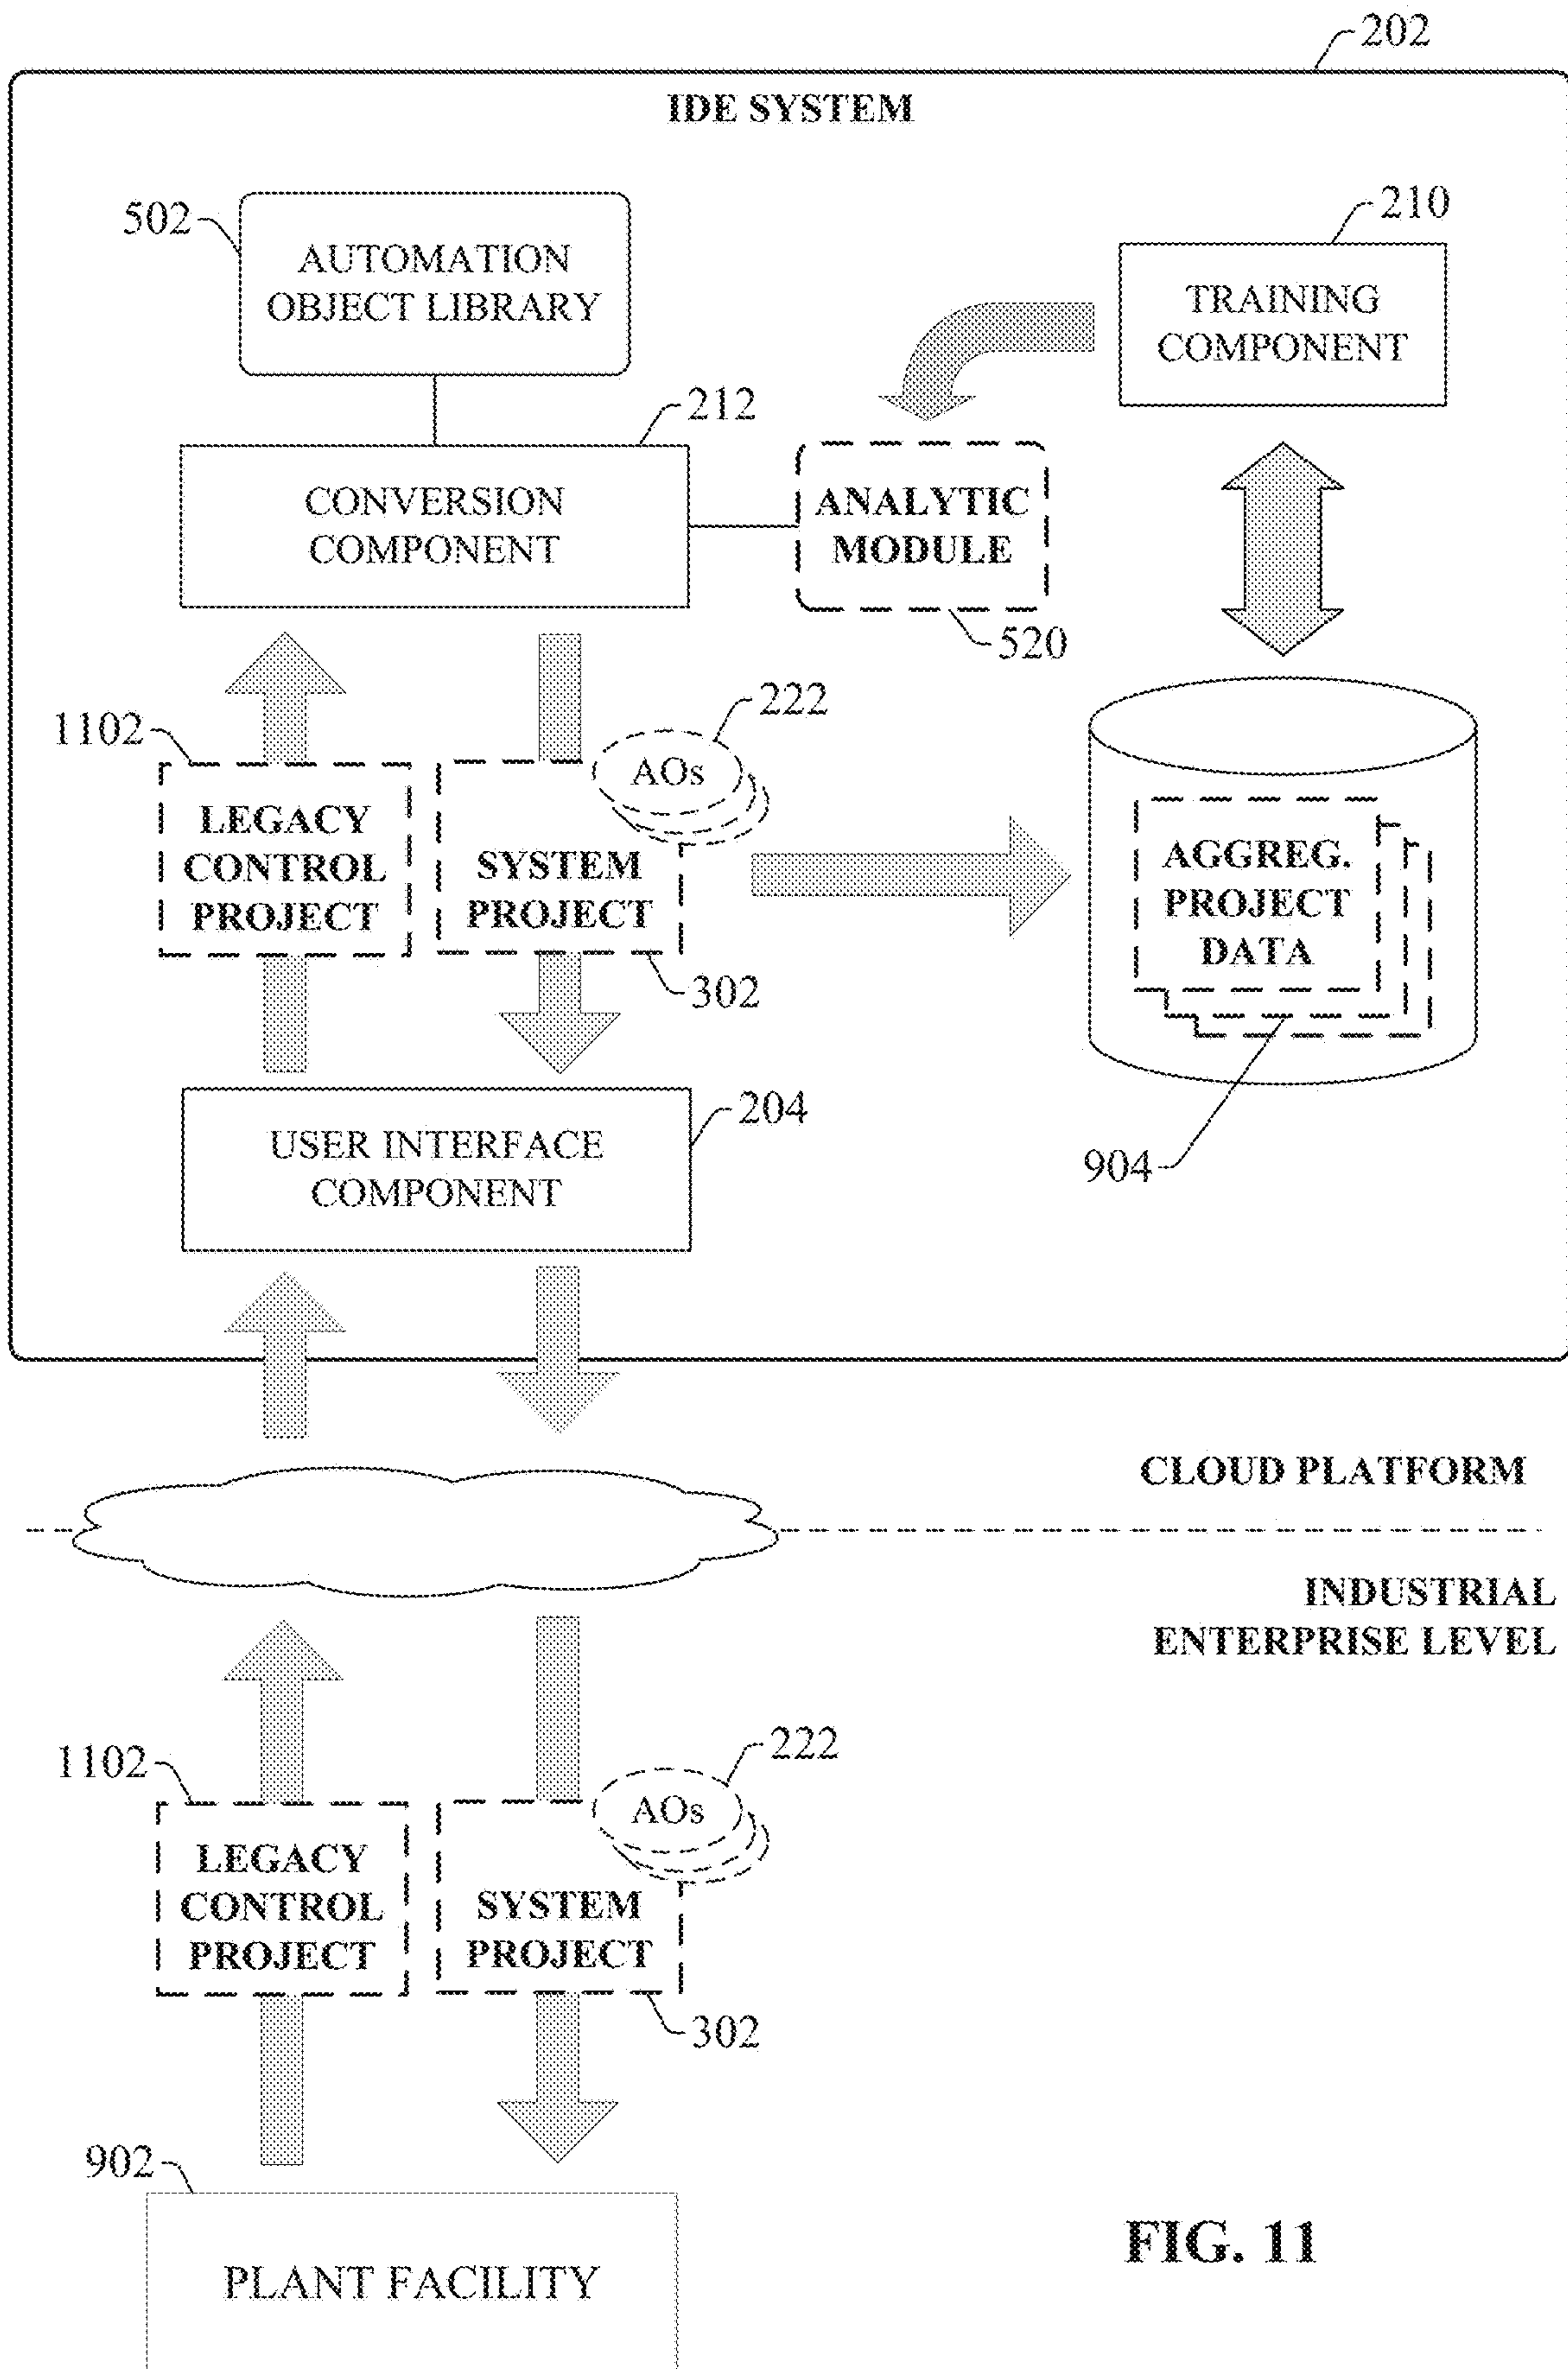 202
IDE SYSTEM
502
AUTOMATION
OBJECT LIBRARY
210
TRAINING
COMPONENT
212
CONVERSION
COMPONENT
ANALYTIC
MODULE
520
1102
LEGACY
CONTROL
PROJECT
222
AOs
SYSTEM
PROJECT
302
AGGREG.
PROJECT
DATA
904
204
USER INTERFACE
COMPONENT
CLOUD PLATFORM
INDUSTRIAL
ENTERPRISE LEVEL
1102
LEGACY
CONTROL
PROJECT
222
AOs
SYSTEM
PROJECT
302
902
PLANT FACILITY
FIG. 11